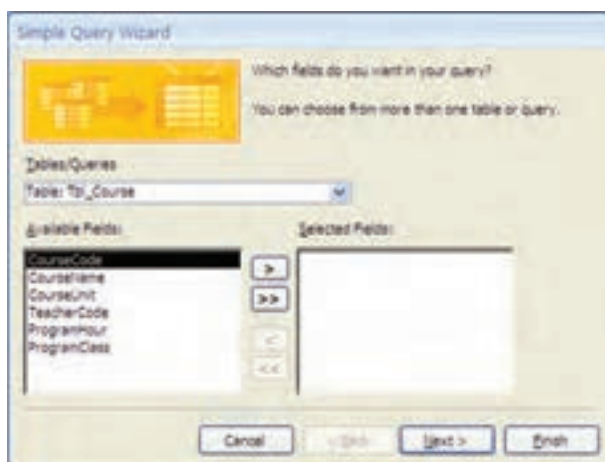 Simple Query Wizard
Which fields do you want in your query?
You can choose from more than one table or query.
Tables/Queries
Table: Tbl_Course
Available Fields:
Selected Fields:
CourseCode
CourseName
CourseUnit
TeacherCode
ProgramHour
ProgramClass
>
>>
<
<<
Cancel
< Back
Next >
Finish